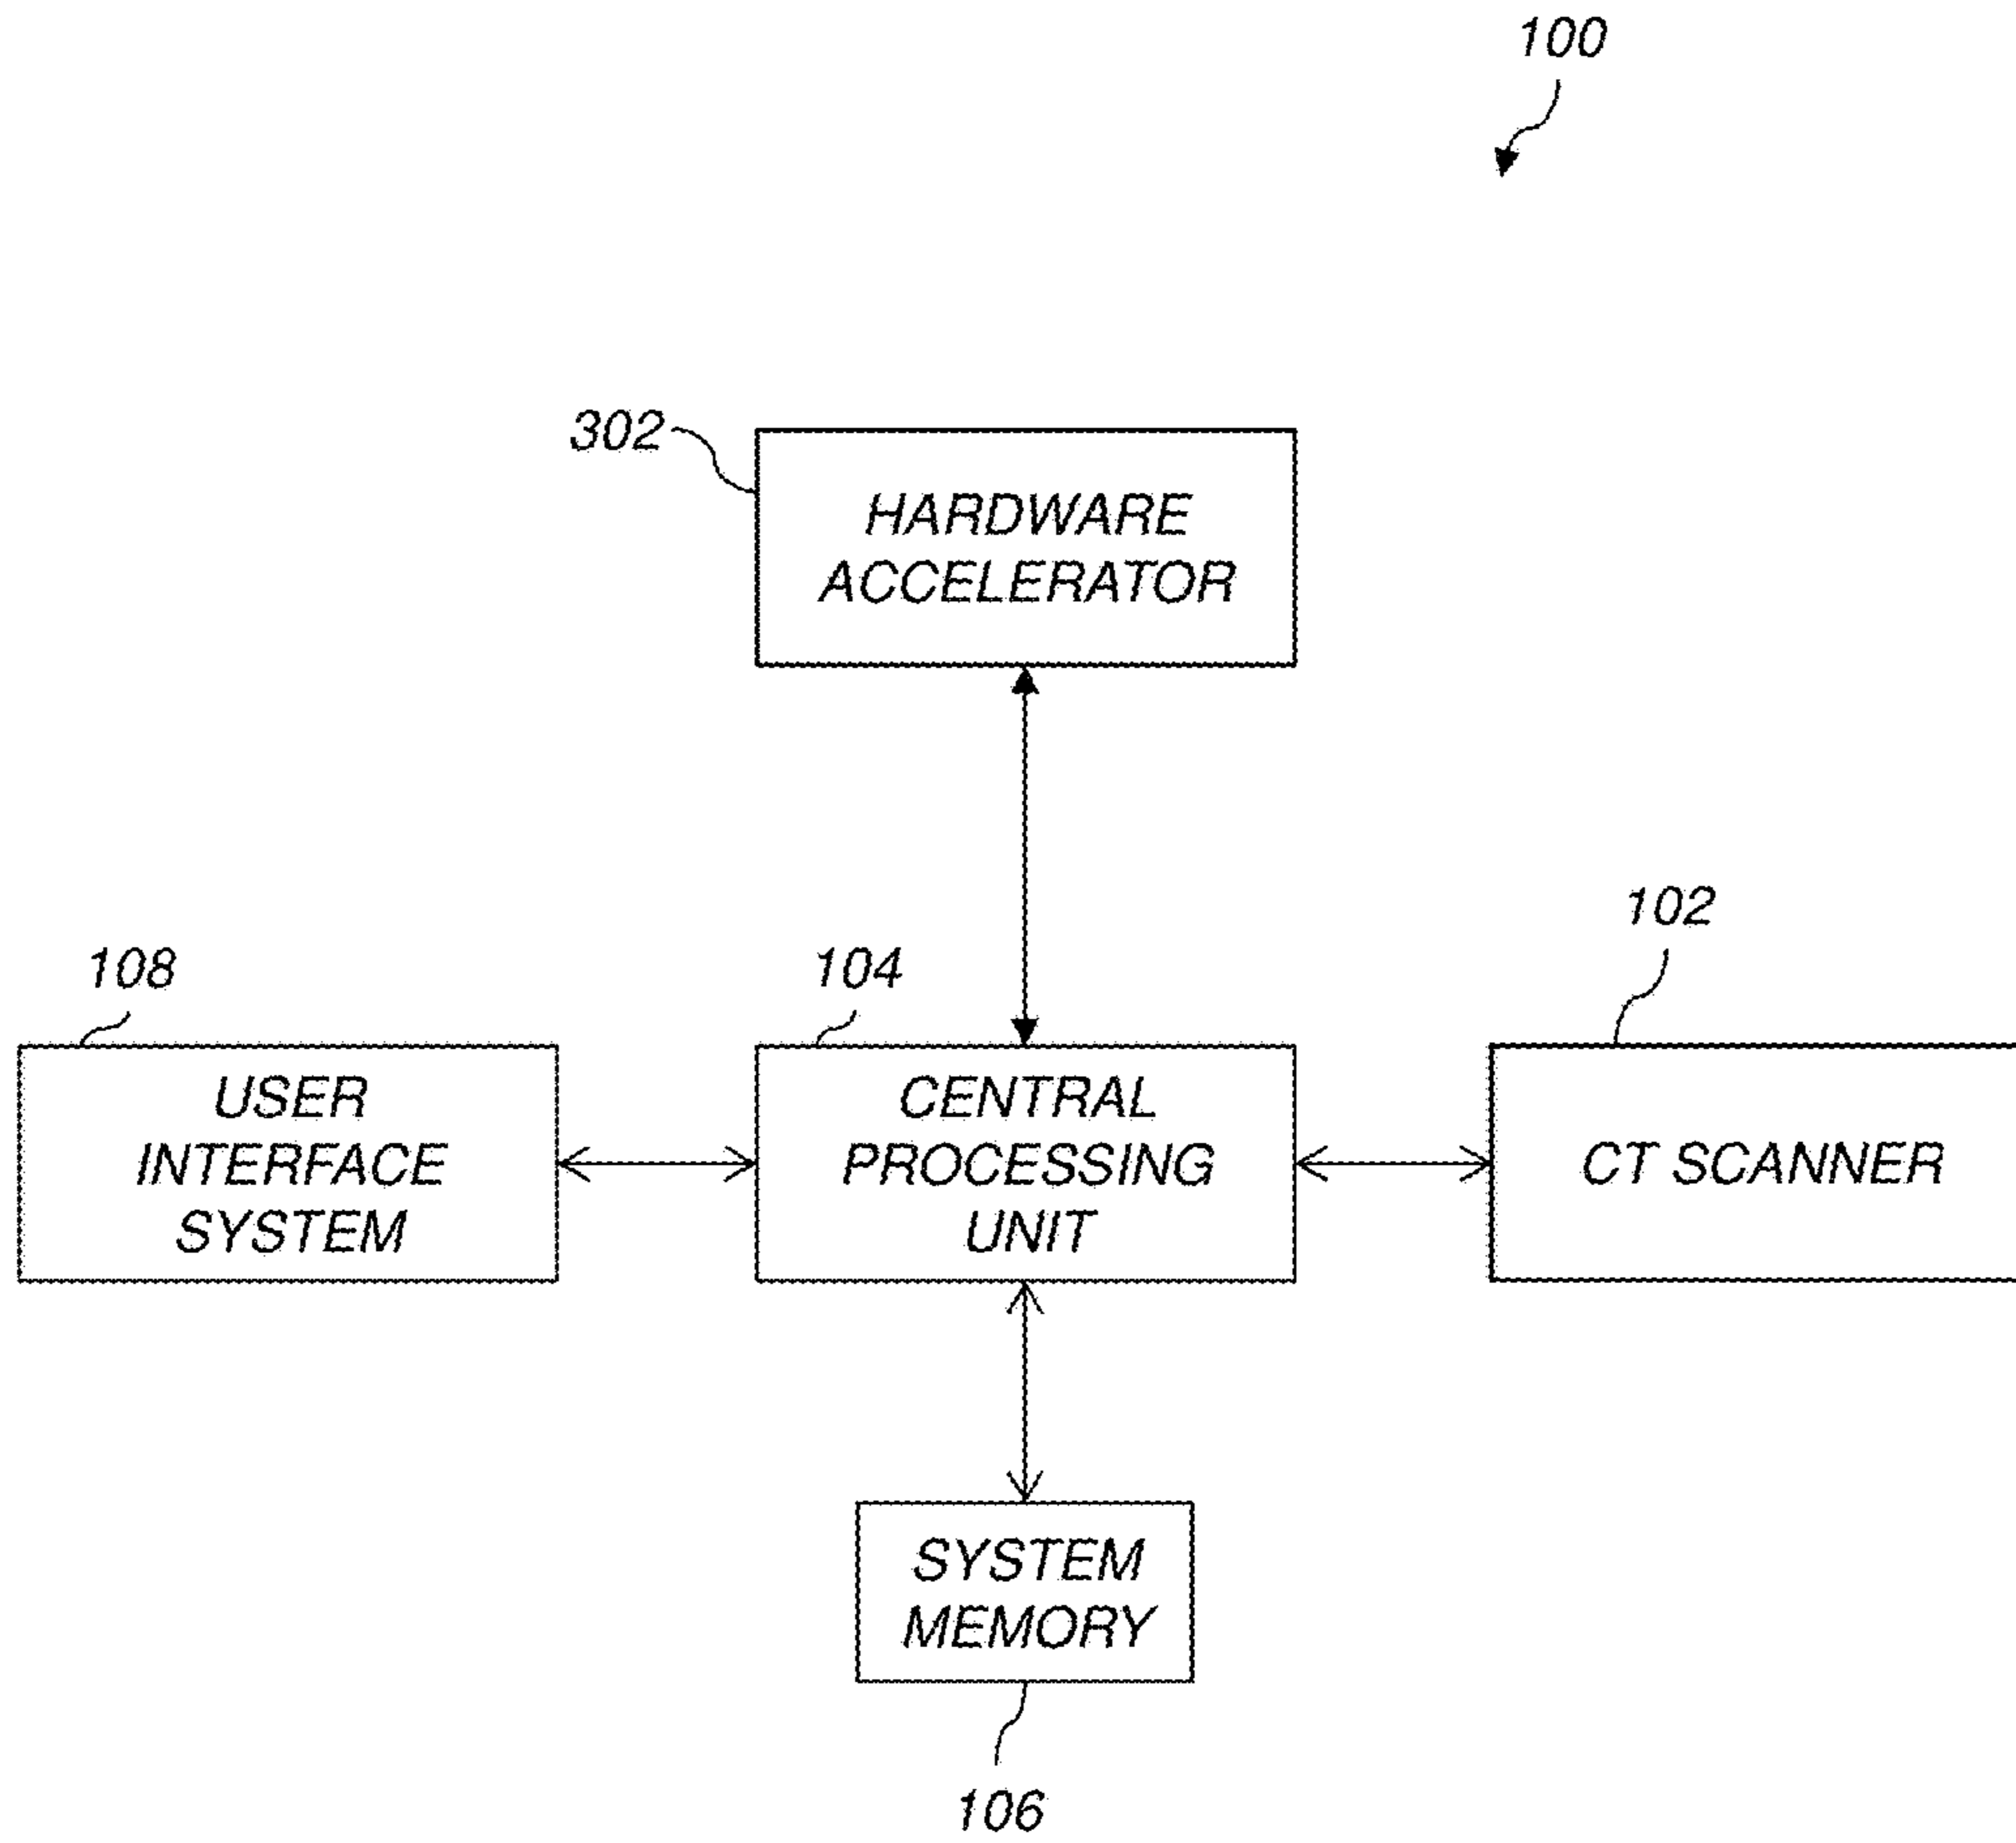 100
302
HARDWARE
ACCELERATOR
102
108
104
USER
INTERFACE
SYSTEM
CENTRAL
PROCESSING
UNIT
CT SCANNER
SYSTEM
MEMORY
106